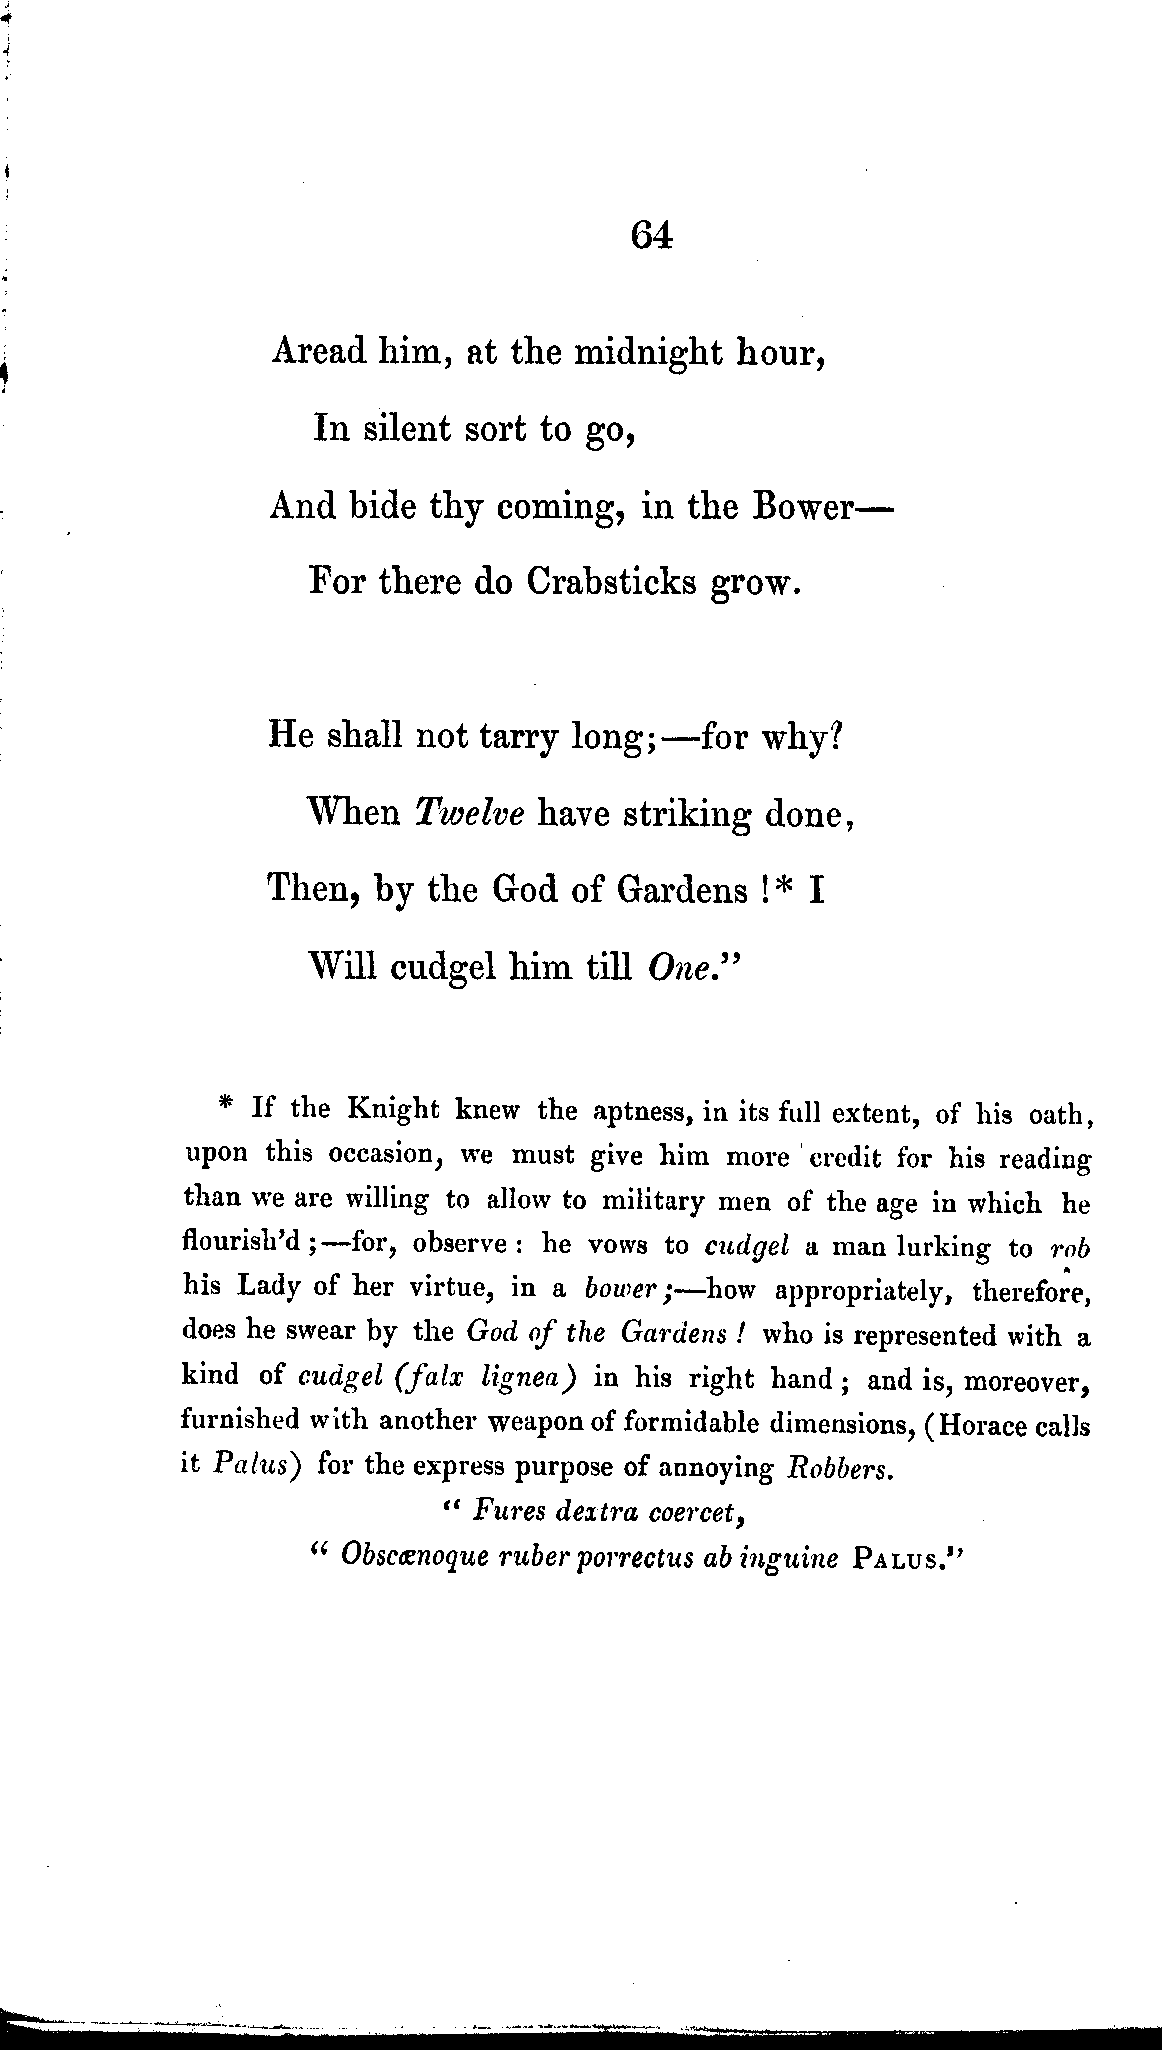 64
Aread him, at the midnight hour,
In silent sort to go,
And bide thy coming, in the Bower—
For there do Crabsticks grow.
He shall not tarry long;—for why?
When Twelve have striking done,
Then, by the God of Gardens !* I
Will cudgel him till One."
* If the Knight knew the aptness, in its full extent, of his oath,
upon this occasion, we must give him more credit for his reading
than we are willing to allow to military men of the age in which he
flourish'd ;—for, observe : he vows to cudgel a man lurking to rob
his Lady of her virtue, in a bower ;—how appropriately, therefore,
does he swear by the God of the Gardens ! who is represented with a
kind of cudgel (falx lignea) in his right hand ; and is, moreover,
furnished with another weapon of formidable dimensions, (Horace calls
it Palus) for the express purpose of annoying Robbers.
" Fures dextra coercet,
" Obscœnoque ruber porrectus ab inguine PALUS."